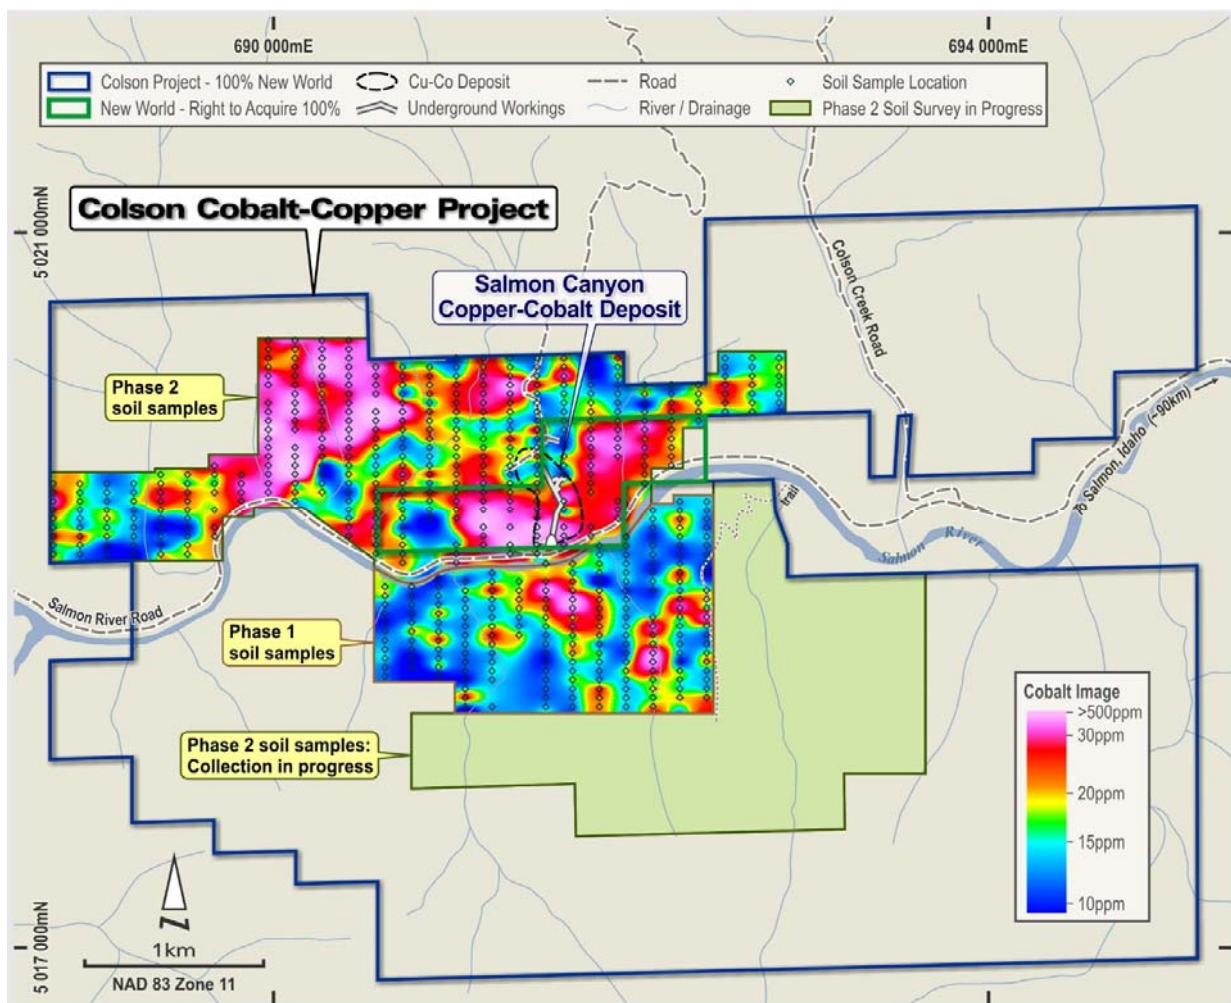 690 000mE
694 000mE
Colson Project - 100% New World
Cu-Co Deposit
Road
Soil Sample Location
New World - Right to Acquire 100%
Underground Workings
River / Drainage
Phase 2 Soil Survey in Progress
5 021 000mN
Colson Cobalt-Copper Project
Salmon Canyon
Copper-Cobalt Deposit
Colson Creek Road
Phase 2
soil samples
To Salmon, Idaho (~90km)
trail
Salmon River
Salmon River Road
Phase 1
soil samples
Phase 2 soil samples:
Collection in progress
Cobalt Image
>500ppm
30ppm
20ppm
15ppm
10ppm
5 017 000mN
N
1km
NAD 83 Zone 11